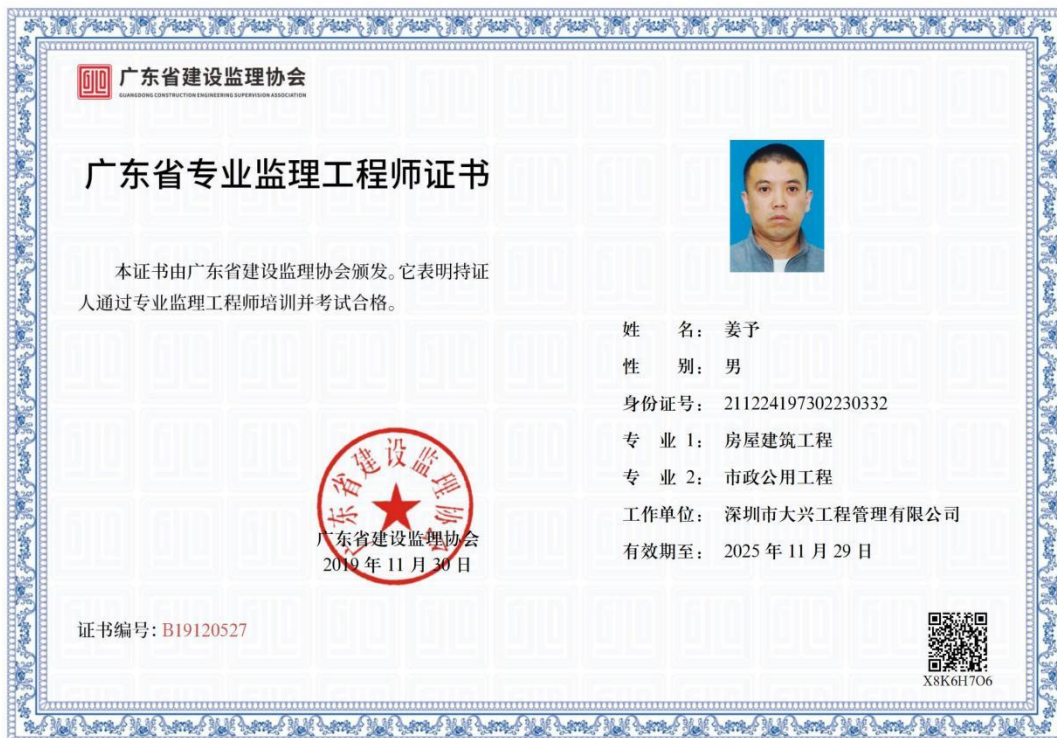 广东省建设监理协会
GUANGDONG CONSTRUCTION ENGINEERING SUPERVISION ASSOCIATION
广东省专业监理工程师证书
本证书由广东省建设监理协会颁发。它表明持证
人通过专业监理工程师培训并考试合格。
姓 名： 姜予
性 别： 男
身份证号： 211224197302230332
专 业 1： 房屋建筑工程
专 业 2： 市政公用工程
工作单位： 深圳市大兴工程管理有限公司
有效期至： 2025 年 11 月 29 日
广东省建设监理协会
广东省建设监理协会
2019 年 11 月 30 日
证书编号：B19120527
X8K6H7O6